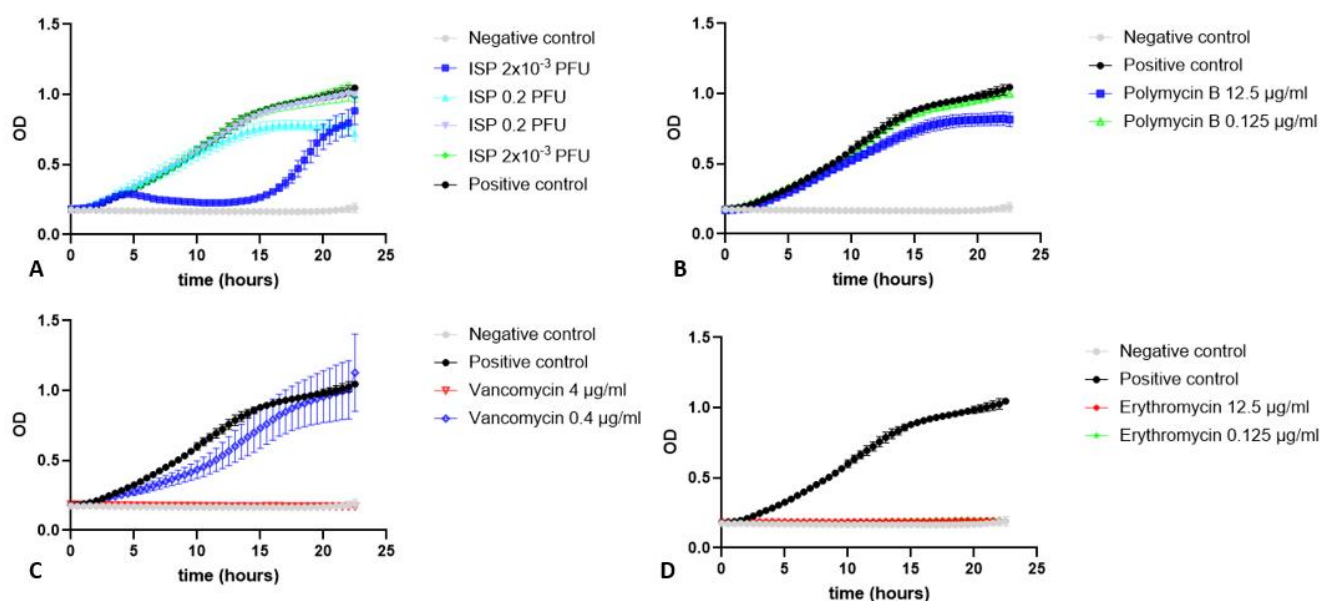 1.5
1.0
0.5
0.0
OD
0 5 10 15 20 25
time (hours)
A
Negative control
ISP 2x10⁻³ PFU
ISP 0.2 PFU
ISP 0.2 PFU
ISP 2x10⁻³ PFU
Positive control
1.5
1.0
0.5
0.0
OD
0 5 10 15 20 25
time (hours)
B
Negative control
Positive control
Polymycin B 12.5 µg/ml
Polymycin B 0.125 µg/ml
1.5
1.0
0.5
0.0
OD
0 5 10 15 20 25
time (hours)
C
Negative control
Positive control
Vancomycin 4 µg/ml
Vancomycin 0.4 µg/ml
1.5
1.0
0.5
0.0
OD
0 5 10 15 20 25
time (hours)
D
Negative control
Positive control
Erythromycin 12.5 µg/ml
Erythromycin 0.125 µg/ml